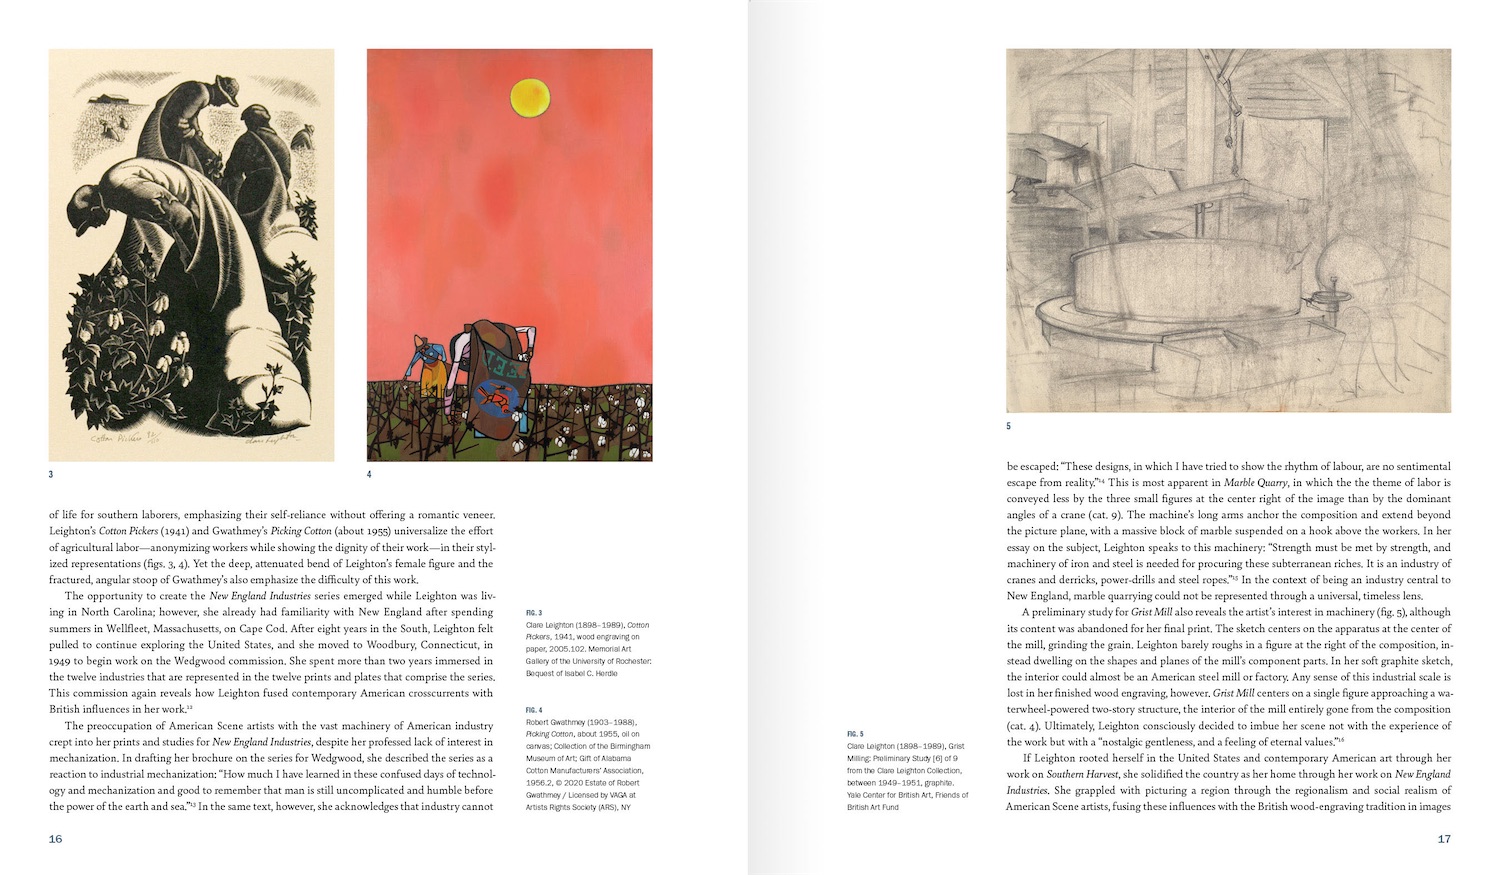 Cotton Pickers
Clare Leighton
3
4
of life for southern laborers, emphasizing their self-reliance without offering a romantic veneer.
Leighton’s Cotton Pickers (1941) and Gwathmey’s Picking Cotton (about 1955) universalize the effort
of agricultural labor—anonymizing workers while showing the dignity of their work—in their styl-
ized representations (figs. 3, 4). Yet the deep, attenuated bend of Leighton’s female figure and the
fractured, angular stoop of Gwathmey’s also emphasize the difficulty of this work.
The opportunity to create the New England Industries series emerged while Leighton was liv-
ing in North Carolina; however, she already had familiarity with New England after spending
summers in Wellfleet, Massachusetts, on Cape Cod. After eight years in the South, Leighton felt
pulled to continue exploring the United States, and she moved to Woodbury, Connecticut, in
1949 to begin work on the Wedgwood commission. She spent more than two years immersed in
the twelve industries that are represented in the twelve prints and plates that comprise the series.
This commission again reveals how Leighton fused contemporary American crosscurrents with
British influences in her work.¹²
The preoccupation of American Scene artists with the vast machinery of American industry
crept into her prints and studies for New England Industries, despite her professed lack of interest in
mechanization. In drafting her brochure on the series for Wedgwood, she described the series as a
reaction to industrial mechanization: “How much I have learned in these confused days of technol-
ogy and mechanization and good to remember that man is still uncomplicated and humble before
the power of the earth and sea.”¹³ In the same text, however, she acknowledges that industry cannot
FIG. 3
Clare Leighton (1898–1989), Cotton
Pickers, 1941, wood engraving on
paper, 2005.102. Memorial Art
Gallery of the University of Rochester:
Bequest of Isabel C. Herdle
FIG. 4
Robert Gwathmey (1903–1988),
Picking Cotton, about 1955, oil on
canvas; Collection of the Birmingham
Museum of Art; Gift of Alabama
Cotton Manufacturers’ Association,
1956.2, © 2020 Estate of Robert
Gwathmey / Licensed by VAGA at
Artists Rights Society (ARS), NY
16
5
FIG. 5
Clare Leighton (1898–1989), Grist
Milling: Preliminary Study [6] of 9
from the Clare Leighton Collection,
between 1949–1951, graphite.
Yale Center for British Art, Friends of
British Art Fund
be escaped: “These designs, in which I have tried to show the rhythm of labour, are no sentimental
escape from reality.”¹⁴ This is most apparent in Marble Quarry, in which the the theme of labor is
conveyed less by the three small figures at the center right of the image than by the dominant
angles of a crane (cat. 9). The machine’s long arms anchor the composition and extend beyond
the picture plane, with a massive block of marble suspended on a hook above the workers. In her
essay on the subject, Leighton speaks to this machinery: “Strength must be met by strength, and
machinery of iron and steel is needed for procuring these subterranean riches. It is an industry of
cranes and derricks, power-drills and steel ropes.”¹⁵ In the context of being an industry central to
New England, marble quarrying could not be represented through a universal, timeless lens.
A preliminary study for Grist Mill also reveals the artist’s interest in machinery (fig. 5), although
its content was abandoned for her final print. The sketch centers on the apparatus at the center of
the mill, grinding the grain. Leighton barely roughs in a figure at the right of the composition, in-
stead dwelling on the shapes and planes of the mill’s component parts. In her soft graphite sketch,
the interior could almost be an American steel mill or factory. Any sense of this industrial scale is
lost in her finished wood engraving, however. Grist Mill centers on a single figure approaching a wa-
terwheel-powered two-story structure, the interior of the mill entirely gone from the composition
(cat. 4). Ultimately, Leighton consciously decided to imbue her scene not with the experience of
the work but with a “nostalgic gentleness, and a feeling of eternal values.”¹⁶
If Leighton rooted herself in the United States and contemporary American art through her
work on Southern Harvest, she solidified the country as her home through her work on New England
Industries. She grappled with picturing a region through the regionalism and social realism of
American Scene artists, fusing these influences with the British wood-engraving tradition in images
17